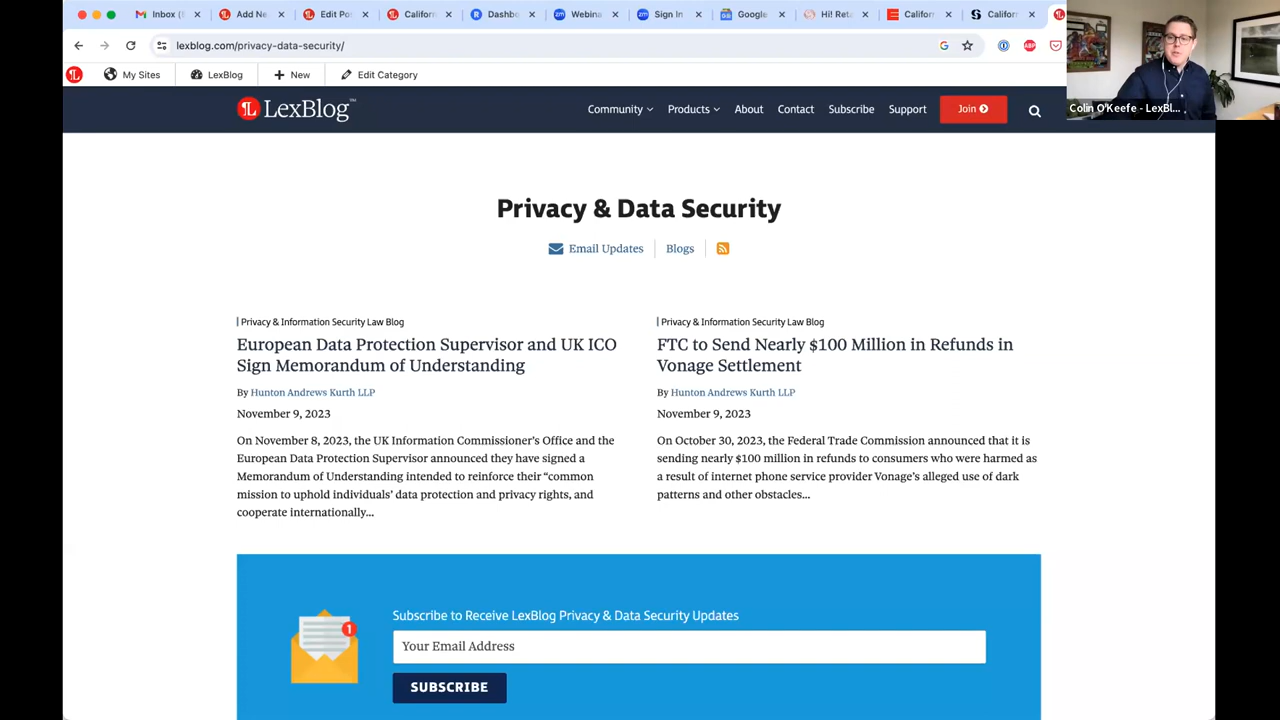 Inbox (
Add Ne
Edit Po
Californ
Dashbo
Webina
Sign In
Google
Hi! Reta
Californ
Californ
lexblog.com/privacy-data-security/
G
ABP
My Sites
LexBlog
+ New
Edit Category
Colin O'Keefe - LexBl...
LexBlog™
Community
Products
About
Contact
Subscribe
Support
Join
Privacy & Data Security
Email Updates
Blogs
Privacy & Information Security Law Blog
European Data Protection Supervisor and UK ICO
Sign Memorandum of Understanding
By Hunton Andrews Kurth LLP
November 9, 2023
On November 8, 2023, the UK Information Commissioner's Office and the
European Data Protection Supervisor announced they have signed a
Memorandum of Understanding intended to reinforce their “common
mission to uphold individuals' data protection and privacy rights, and
cooperate internationally...
Privacy & Information Security Law Blog
FTC to Send Nearly $100 Million in Refunds in
Vonage Settlement
By Hunton Andrews Kurth LLP
November 9, 2023
On October 30, 2023, the Federal Trade Commission announced that it is
sending nearly $100 million in refunds to consumers who were harmed as
a result of internet phone service provider Vonage's alleged use of dark
patterns and other obstacles...
1
Subscribe to Receive LexBlog Privacy & Data Security Updates
Your Email Address
SUBSCRIBE